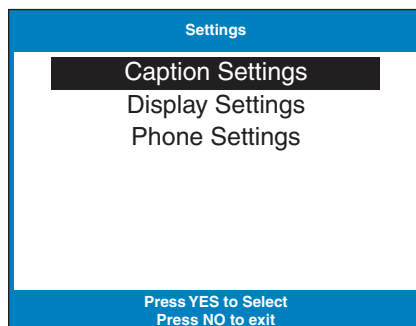 Settings
Caption Settings
Display Settings
Phone Settings
Press YES to Select
Press NO to exit